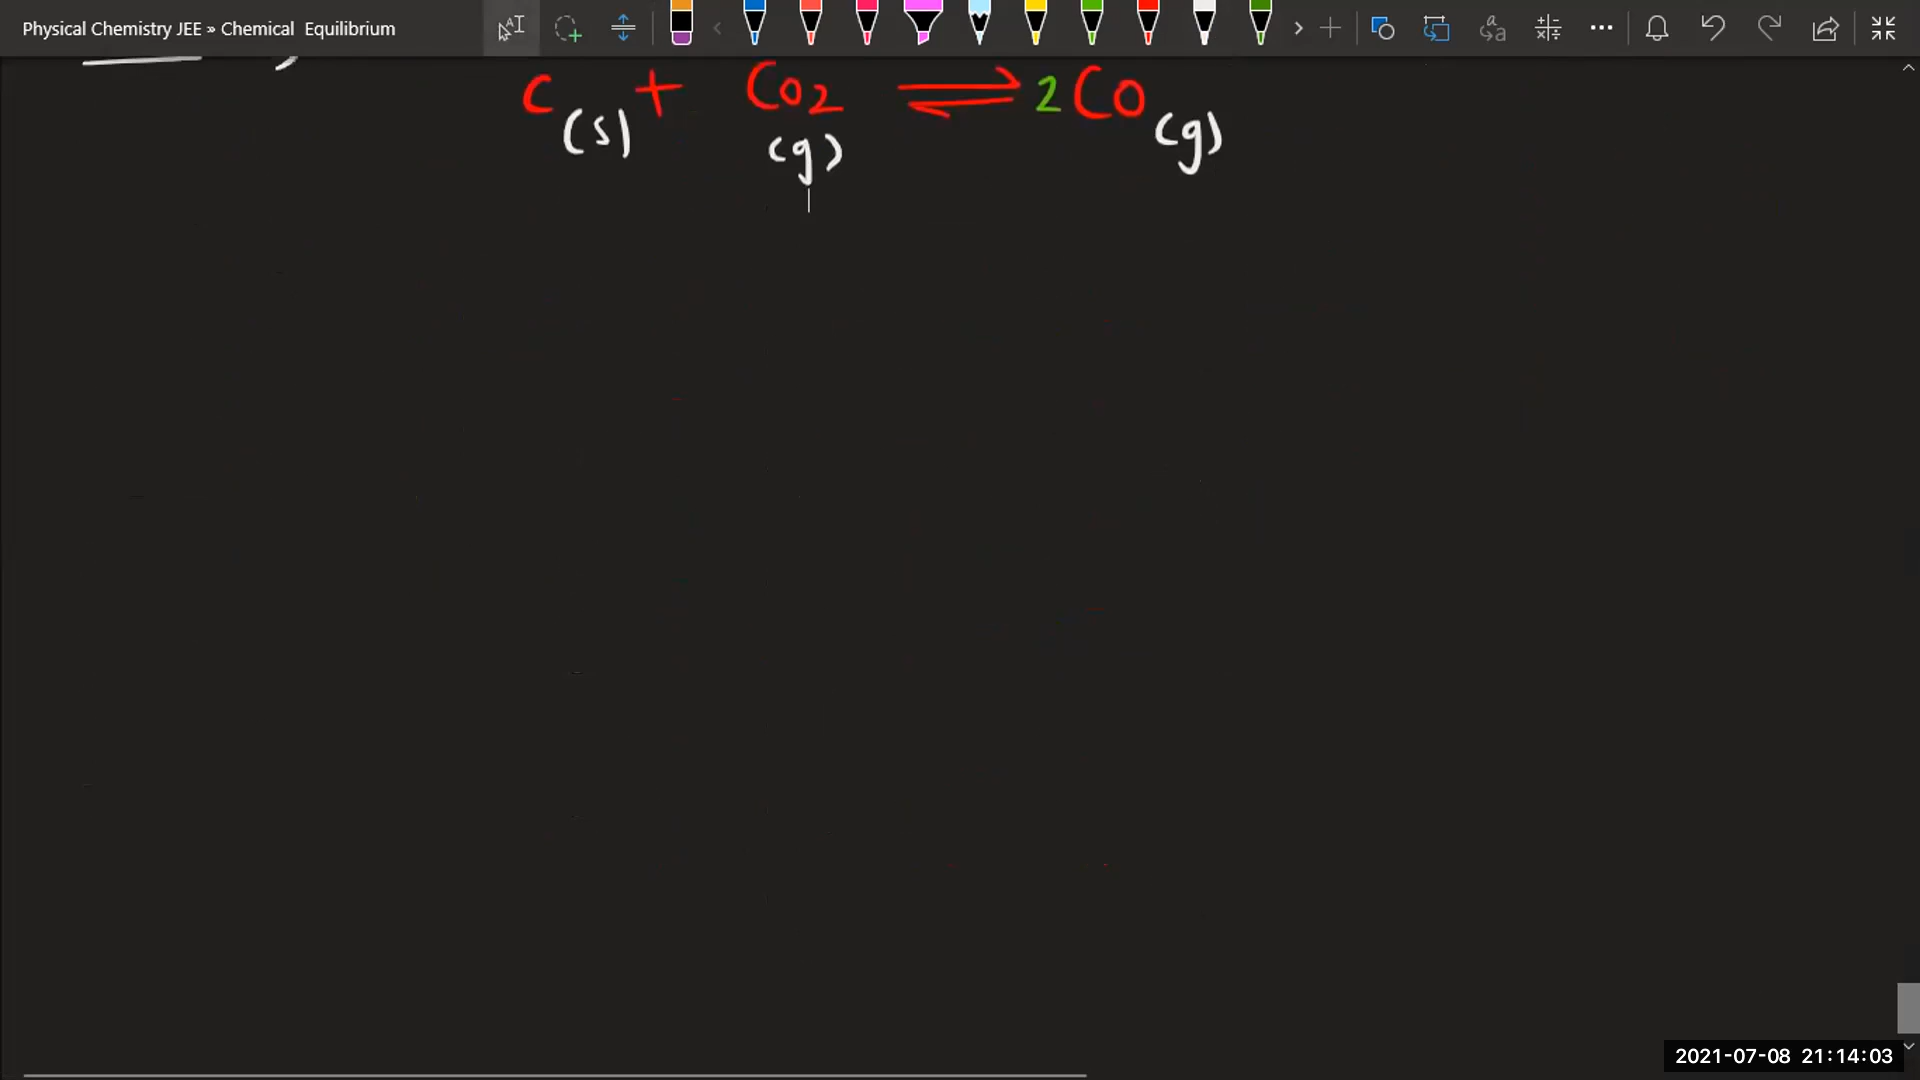 Physical Chemistry JEE » Chemical Equilibrium
C(s) + CO2(g) ⇌ 2CO(g)
2021-07-08 21:14:03